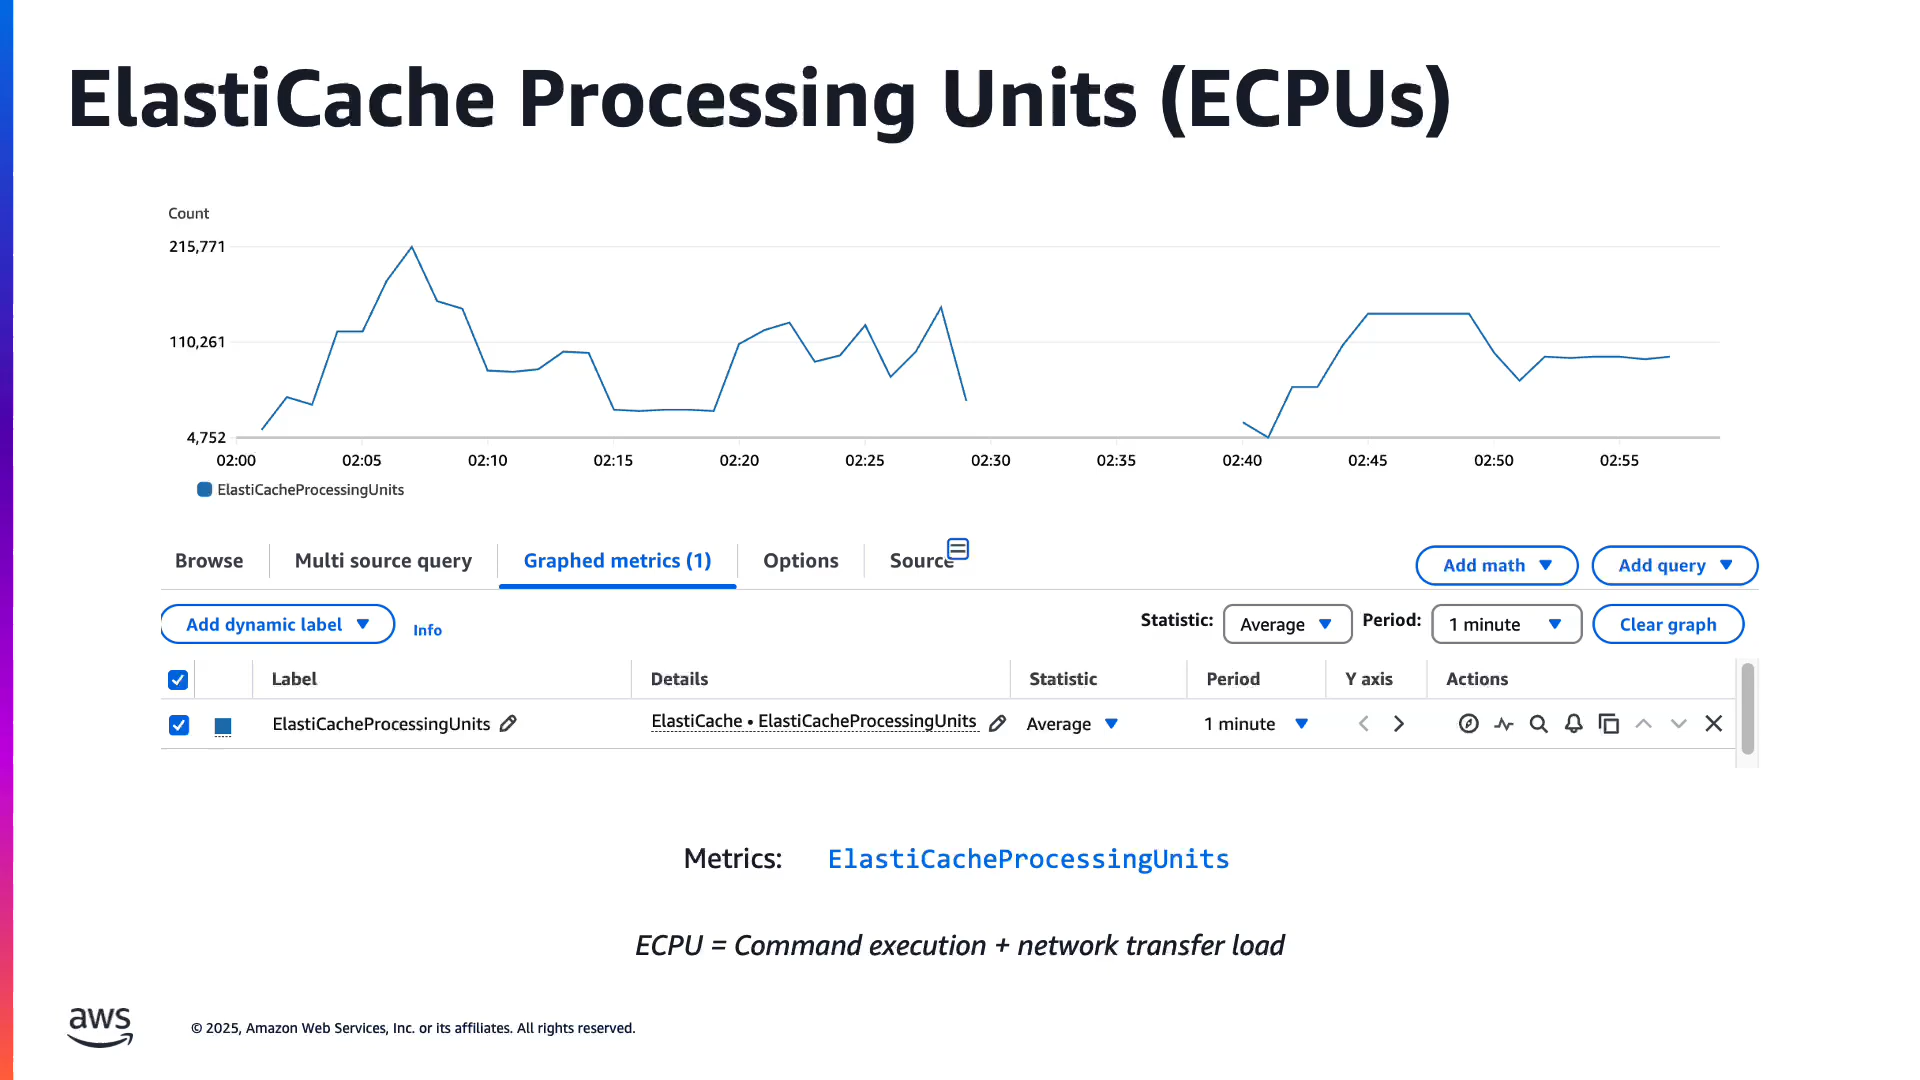 ElastiCache Processing Units (ECPUs)
Count
215,771
110,261
4,752
02:00 02:05 02:10 02:15 02:20 02:25 02:30 02:35 02:40 02:45 02:50 02:55
ElastiCacheProcessingUnits
Browse Multi source query Graphed metrics (1) Options Source Add math Add query
Add dynamic label Info Statistic: Average Period: 1 minute Clear graph
Label Details Statistic Period Y axis Actions
ElastiCacheProcessingUnits ElastiCache • ElastiCacheProcessingUnits Average 1 minute
Metrics: ElastiCacheProcessingUnits
ECPU = Command execution + network transfer load
aws
© 2025, Amazon Web Services, Inc. or its affiliates. All rights reserved.